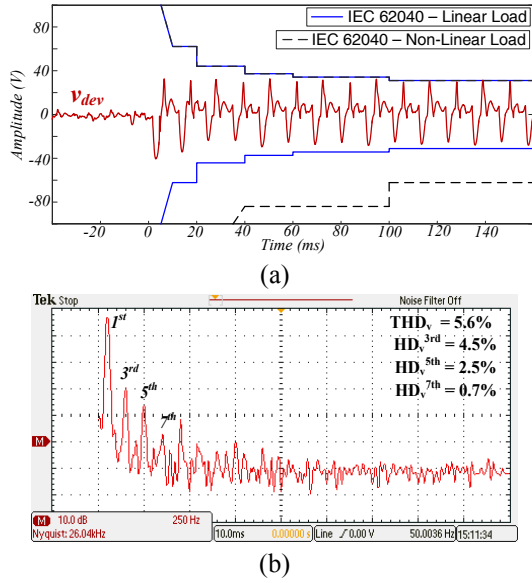 IEC 62040 – Linear Load
IEC 62040 – Non-Linear Load
Amplitude (V)
80
40
0
-40
-80
v_dev
-20 0 20 40 60 80 100 120 140
Time (ms)
(a)
Tek Stop
Noise Filter Off
1st
3rd
5th
7th
THDv = 5.6%
HDv3rd = 4.5%
HDv5th = 2.5%
HDv7th = 0.7%
M
M 10.0 dB 250 Hz
Nyquist: 26.04kHz
10.0ms 0.00000 s Line 0.00 V 50.0036 Hz 15:11:34
(b)